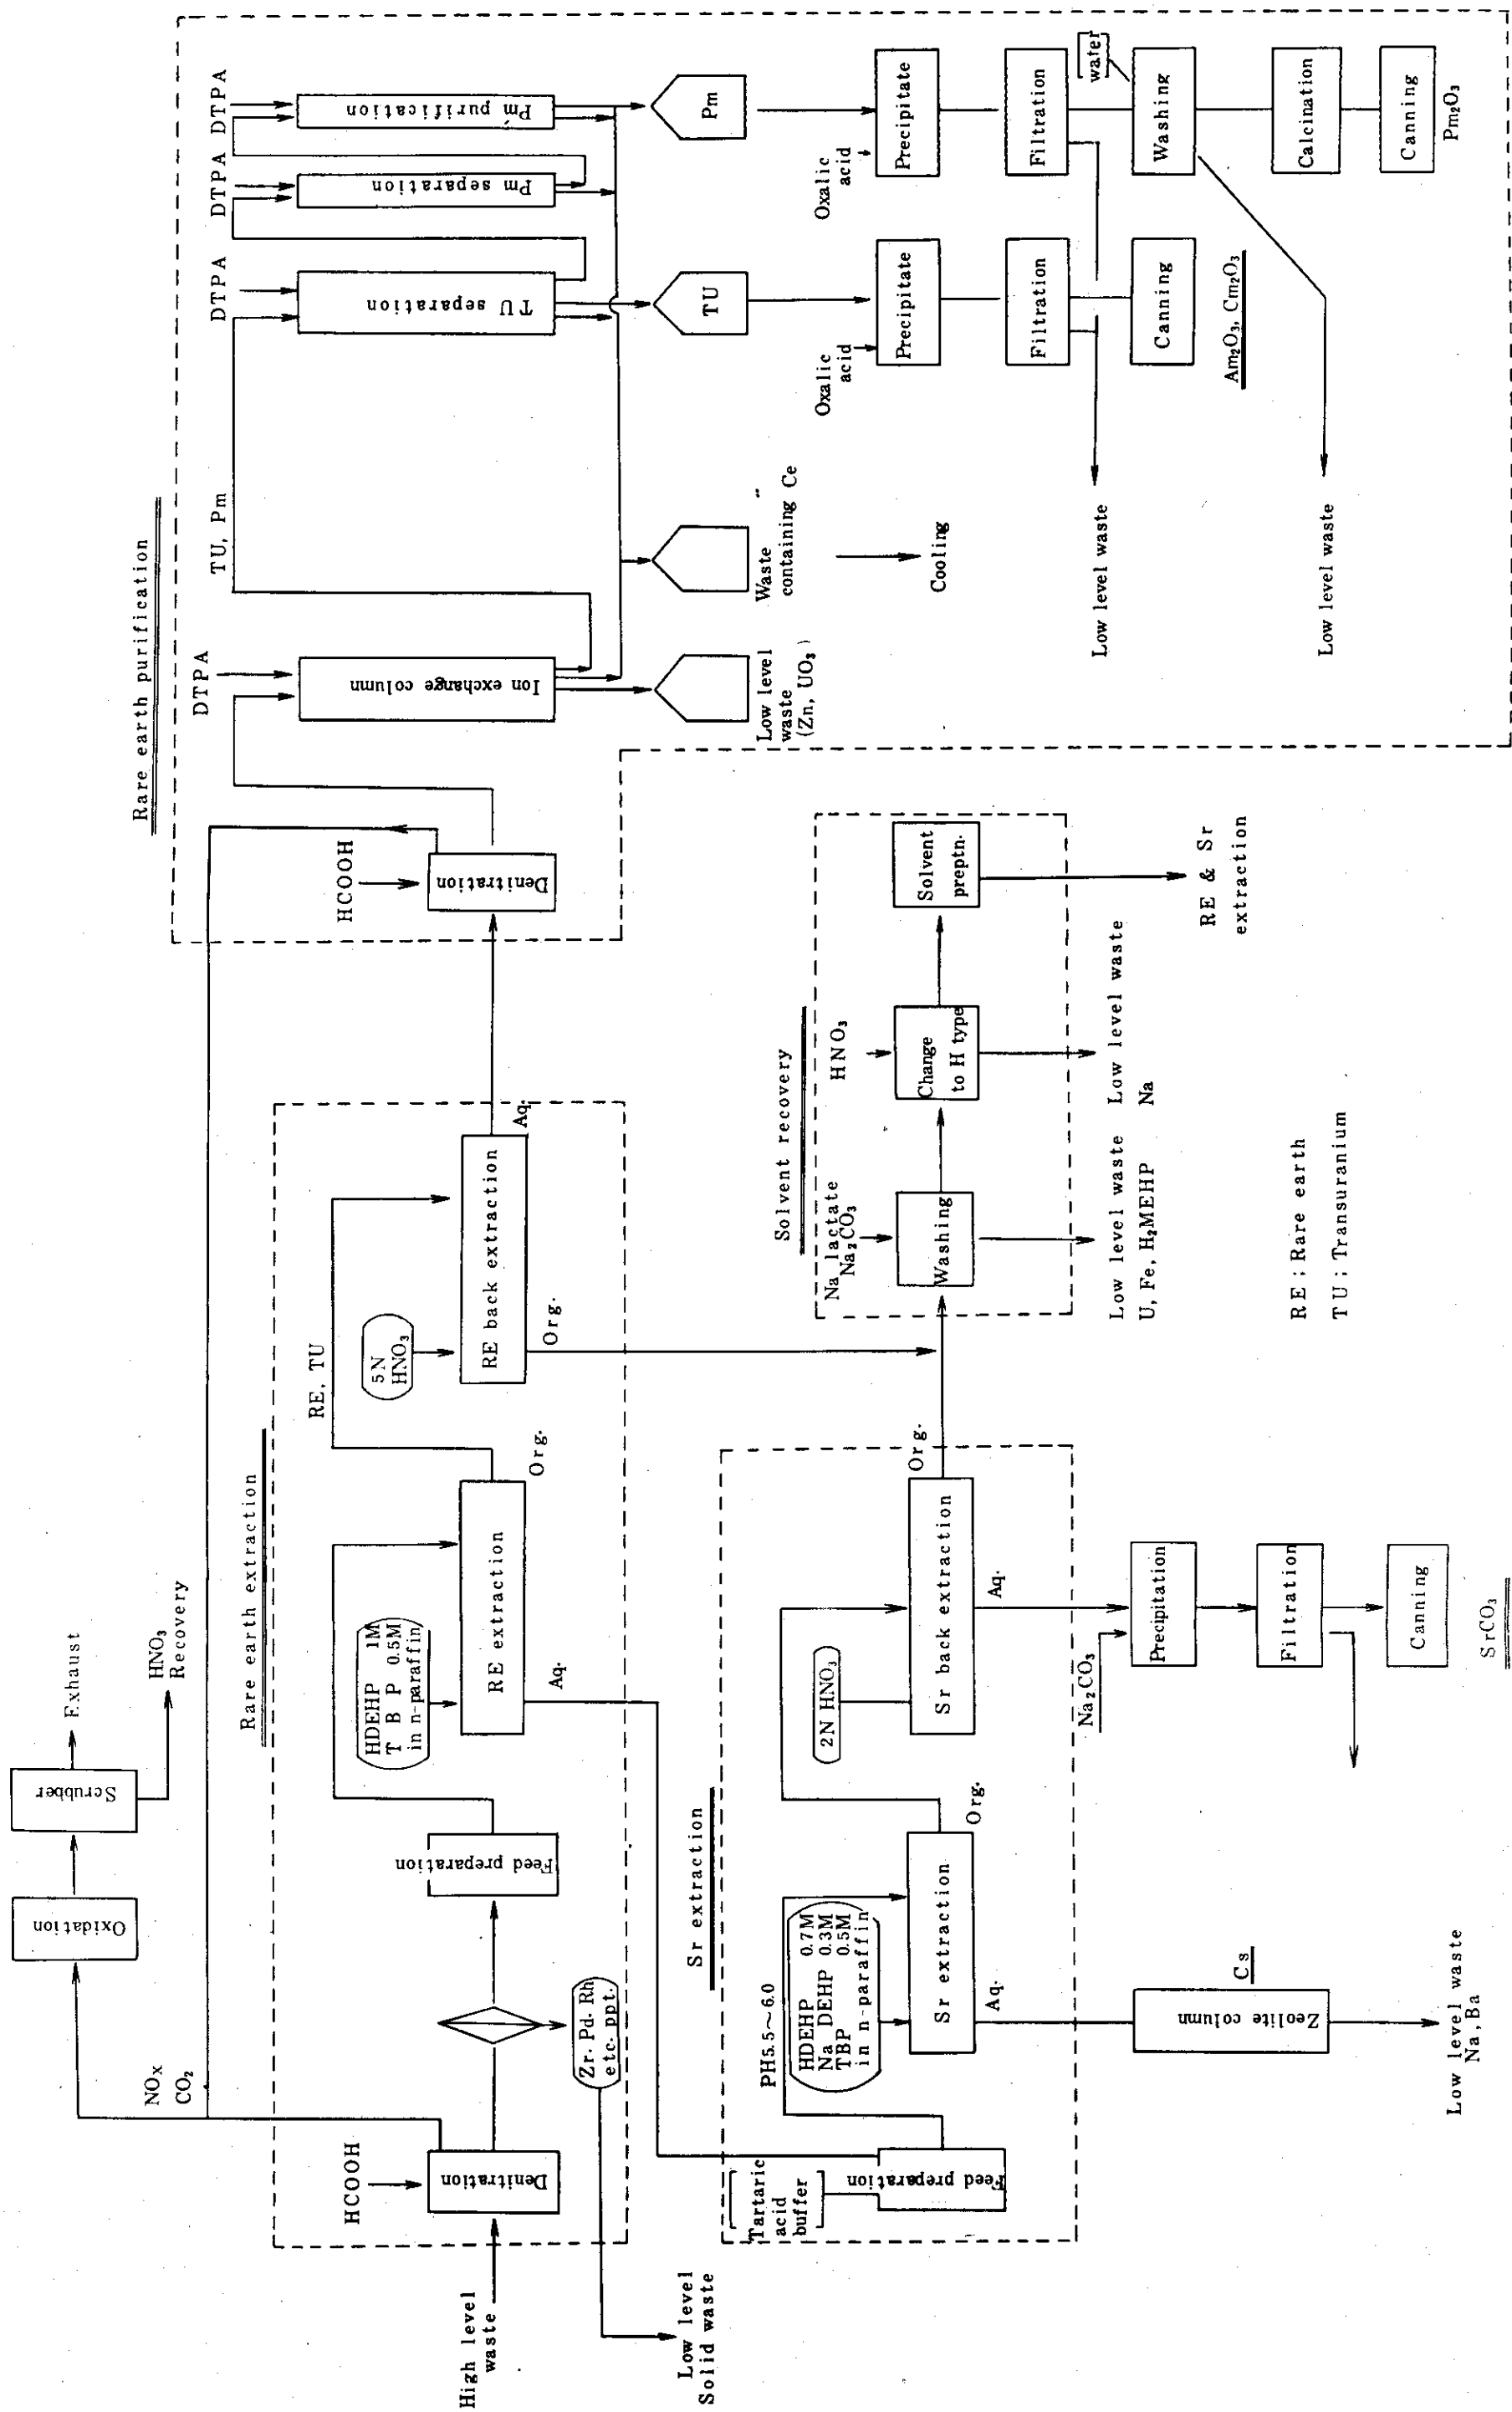 Exhaust
Scrubber
HNO₃
Recovery
Oxidation
NOx
CO₂
Rare earth extraction
High level
waste
HCOOH
Denitration
Zr. Pd. Rh
etc. ppt.
Low level
Solid waste
Feed preparation
HDEHP 1M
T B P 0.5M
in n-paraffin
RE extraction
Aq.
Org.
RE, TU
5N
HNO₃
RE back extraction
Org.
Aq.
Rare earth purification
HCOOH
Denitration
DTPA
Ion exchange column
Low level
waste
(Zn, UO₃)
TU, Pm
DTPA
TU separation
DTPA
Pm separation
DTPA
Pm purification
Waste
containing Ce
Cooling
TU
Pm
Oxalic
acid
Precipitate
Filtration
Canning
Am₂O₃, Cm₂O₃
Oxalic
acid
Precipitate
Filtration
water
Washing
Calcination
Canning
Pm₂O₃
Low level waste
Low level waste
Sr extraction
Tartaric
acid
buffer
Feed preparation
PH5.5~6.0
HDEHP 0.7M
Na DEHP 0.3M
TBP 0.5M
in n-paraffin
Sr extraction
Aq.
Org.
2N HNO₃
Sr back extraction
Org.
Aq.
Zeolite column
Cs
Low level waste
Na, Ba
Na₂CO₃
Precipitation
Filtration
Canning
SrCO₃
Solvent recovery
Na lactate
Na₂CO₃
Washing
Low level waste
U, Fe, H₂MEHP
HNO₃
Change
to H type
Low level waste
Na
Solvent
preptn.
RE & Sr
extraction
RE ; Rare earth
TU ; Transuranium